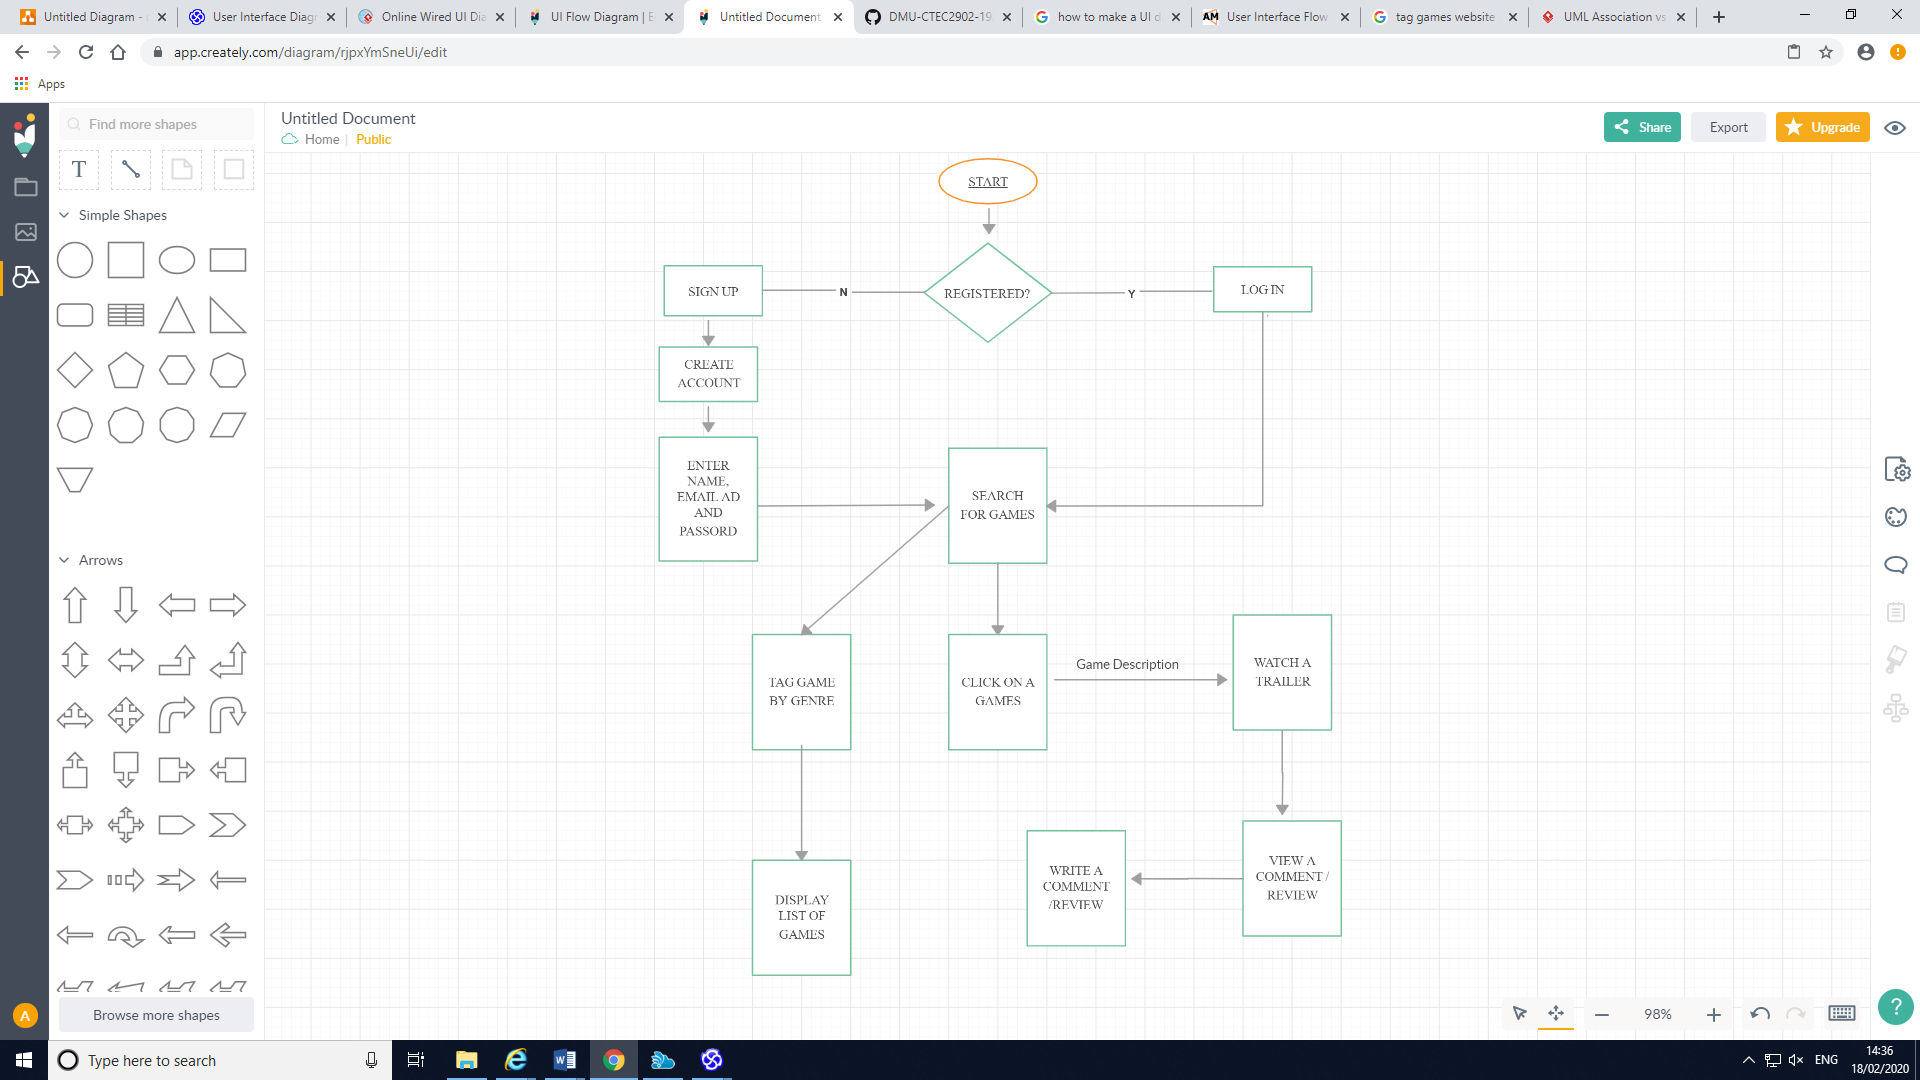 Untitled Diagram -
User Interface Diagr
Online Wired UI Dia
UI Flow Diagram | E
Untitled Document
DMU-CTEC2902-19
how to make a UI d
AM
User Interface Flow
tag games website
UML Association vs
app.creately.com/diagram/rjpxYmSneUi/edit
Apps
Find more shapes
T
Simple Shapes
Arrows
Browse more shapes
A
Untitled Document
Home | Public
Share
Export
Upgrade
START
REGISTERED?
N
Y
SIGN UP
LOG IN
CREATE
ACCOUNT
ENTER
NAME,
EMAIL AD
AND
PASSORD
SEARCH
FOR GAMES
TAG GAME
BY GENRE
CLICK ON A
GAMES
Game Description
WATCH A
TRAILER
DISPLAY
LIST OF
GAMES
WRITE A
COMMENT
/REVIEW
VIEW A
COMMENT /
REVIEW
98%
?
Type here to search
ENG
14:36
18/02/2020